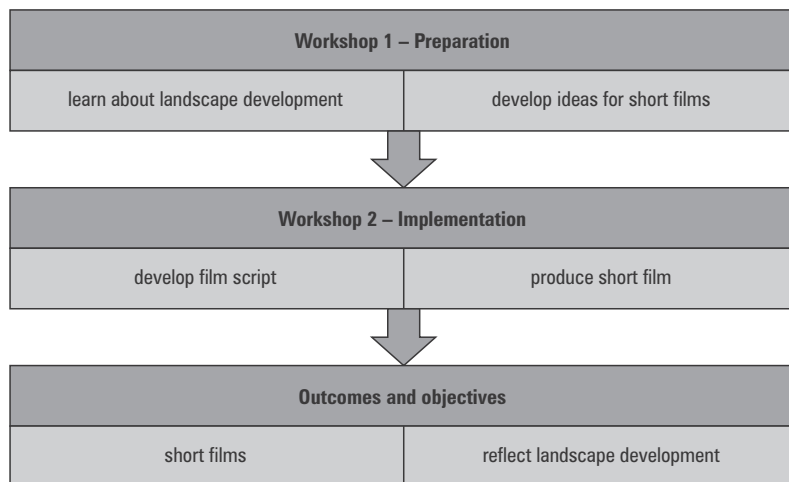 Workshop 1 – Preparation
learn about landscape development
develop ideas for short films
Workshop 2 – Implementation
develop film script
produce short film
Outcomes and objectives
short films
reflect landscape development